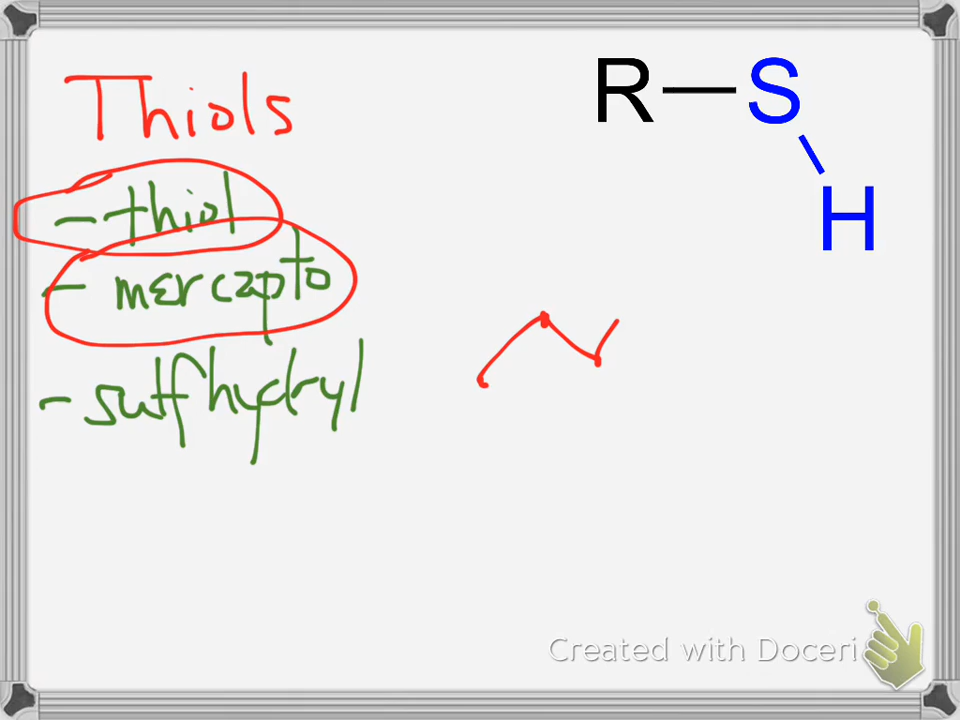 Thiols
R—S
H
-thiol
- mercapto
- sulfhydryl
Created with Doceri